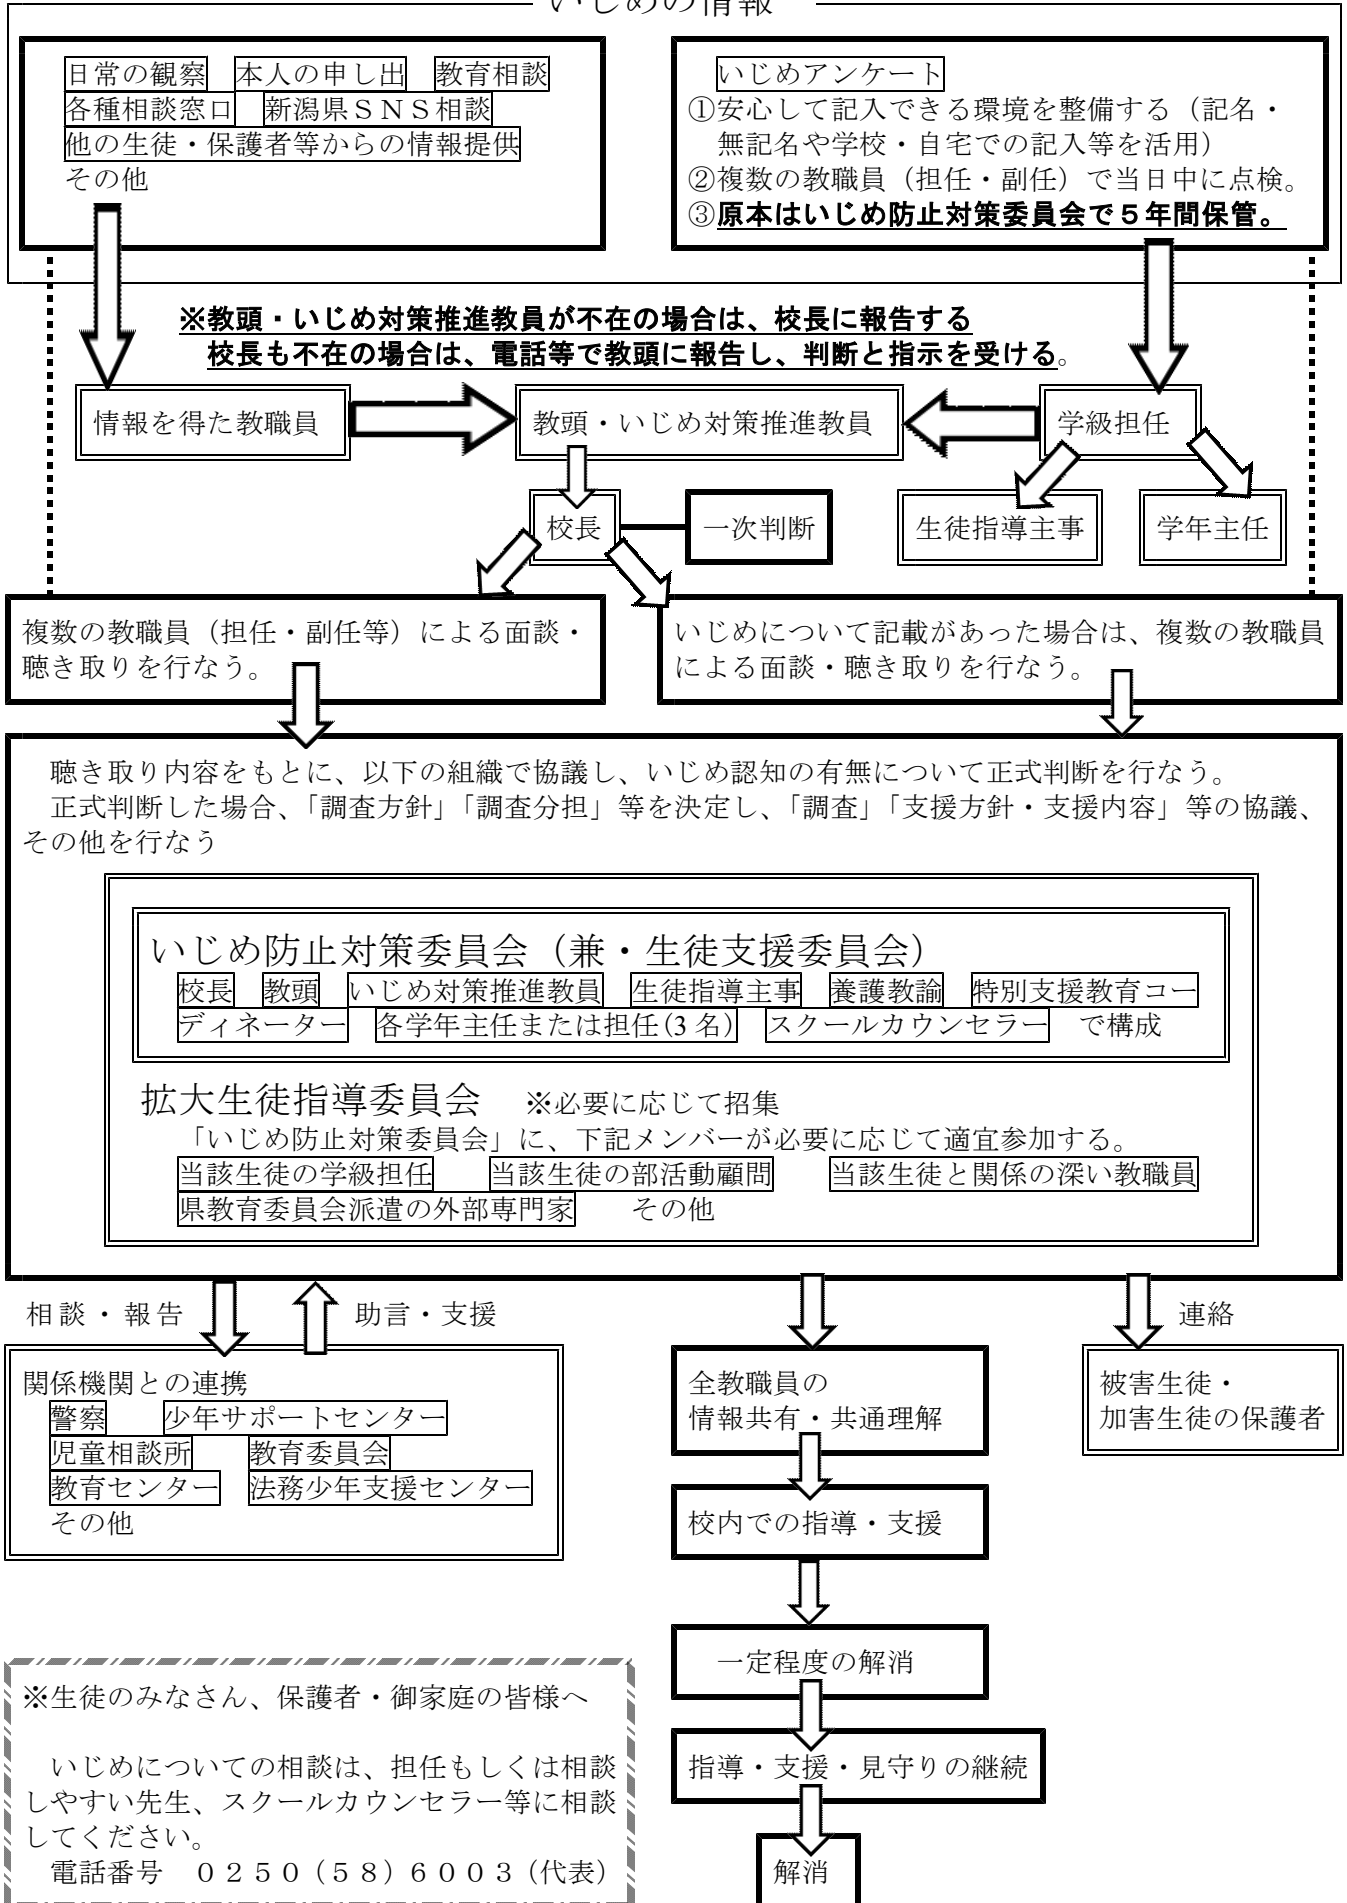 いじめの情報
日常の観察　本人の申し出　教育相談
各種相談窓口　新潟県ＳＮＳ相談
他の生徒・保護者等からの情報提供
その他
いじめアンケート
①安心して記入できる環境を整備する（記名・
無記名や学校・自宅での記入等を活用）
②複数の教職員（担任・副任）で当日中に点検。
③原本はいじめ防止対策委員会で５年間保管。
※教頭・いじめ対策推進教員が不在の場合は、校長に報告する
校長も不在の場合は、電話等で教頭に報告し、判断と指示を受ける。
情報を得た教職員
教頭・いじめ対策推進教員
学級担任
校長
一次判断
生徒指導主事
学年主任
複数の教職員（担任・副任等）による面談・
聴き取りを行なう。
いじめについて記載があった場合は、複数の教職員
による面談・聴き取りを行なう。
聴き取り内容をもとに、以下の組織で協議し、いじめ認知の有無について正式判断を行なう。
正式判断した場合、「調査方針」「調査分担」等を決定し、「調査」「支援方針・支援内容」等の協議、
その他を行なう
いじめ防止対策委員会（兼・生徒支援委員会）
校長　教頭　いじめ対策推進教員　生徒指導主事　養護教諭　特別支援教育コー
ディネーター　各学年主任または担任(3名)　スクールカウンセラー　で構成
拡大生徒指導委員会　※必要に応じて招集
「いじめ防止対策委員会」に、下記メンバーが必要に応じて適宜参加する。
当該生徒の学級担任　当該生徒の部活動顧問　当該生徒と関係の深い教職員
県教育委員会派遣の外部専門家　その他
相談・報告
助言・支援
連絡
関係機関との連携
警察　少年サポートセンター
児童相談所　教育委員会
教育センター　法務少年支援センター
その他
全教職員の
情報共有・共通理解
被害生徒・
加害生徒の保護者
校内での指導・支援
一定程度の解消
指導・支援・見守りの継続
解消
※生徒のみなさん、保護者・御家庭の皆様へ
いじめについての相談は、担任もしくは相談
しやすい先生、スクールカウンセラー等に相談
してください。
電話番号　０２５０（５８）６００３（代表）